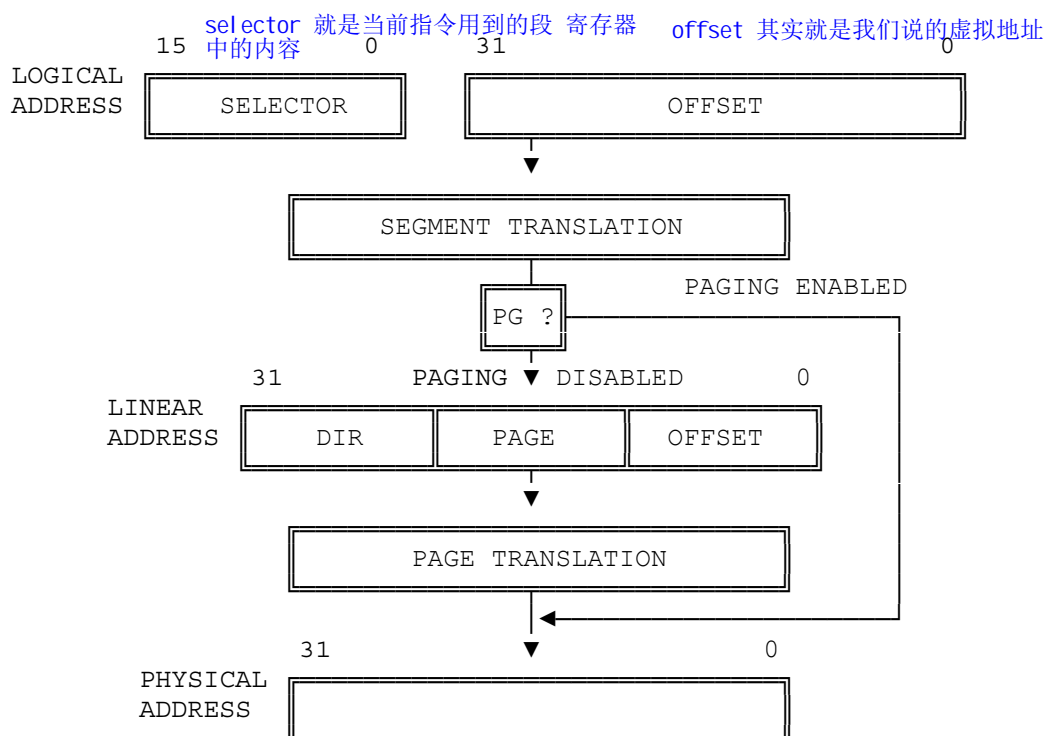 selector 就是当前指令用到的段 寄存器
中的内容
offset 其实就是我们说的虚拟地址
15 0 31 0
LOGICAL
ADDRESS
SELECTOR OFFSET
SEGMENT TRANSLATION
PAGING ENABLED
PG ?
31 PAGING DISABLED 0
LINEAR
ADDRESS
DIR PAGE OFFSET
PAGE TRANSLATION
31 0
PHYSICAL
ADDRESS